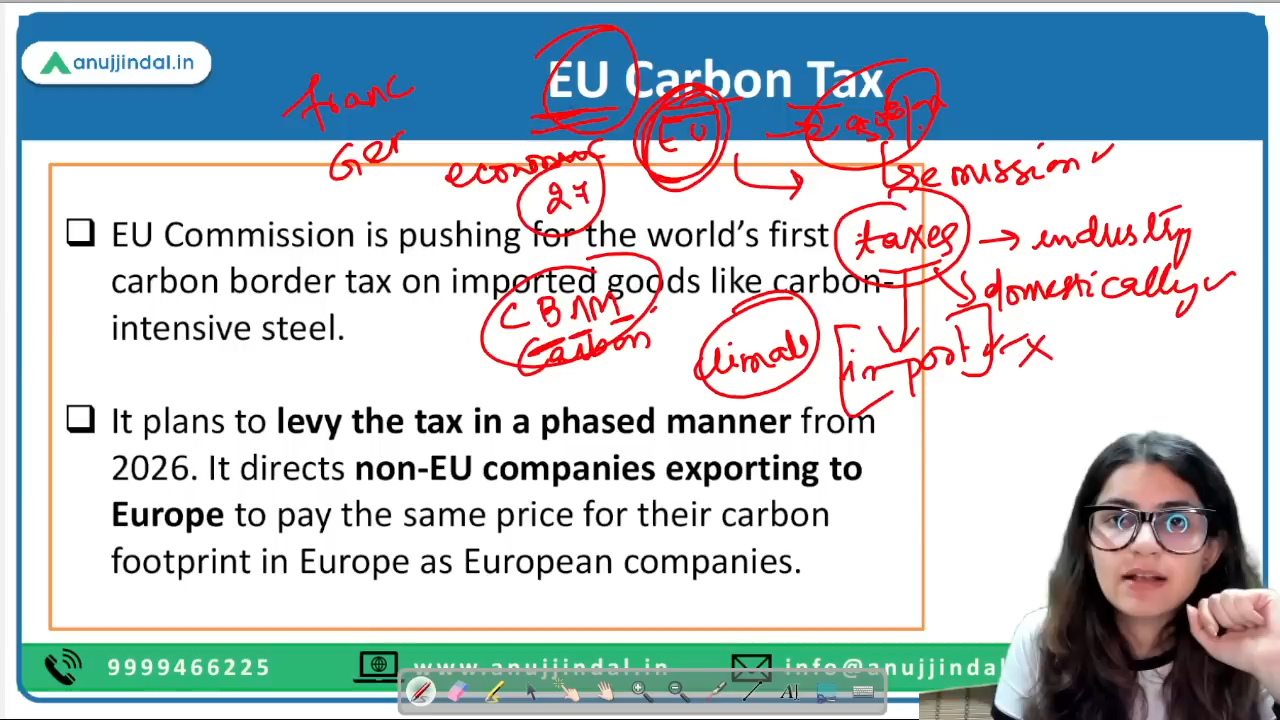 anujjindal.in
EU Carbon Tax
Franc
Ger
economic
27
EU
emission
taxes → industry
domestically
import X
CBAM
Carbon
climate
❑ EU Commission is pushing for the world's first
carbon border tax on imported goods like carbon-
intensive steel.
❑ It plans to levy the tax in a phased manner from
2026. It directs non-EU companies exporting to
Europe to pay the same price for their carbon
footprint in Europe as European companies.
9999466225
www.anujjindal.in
info@anujjindal